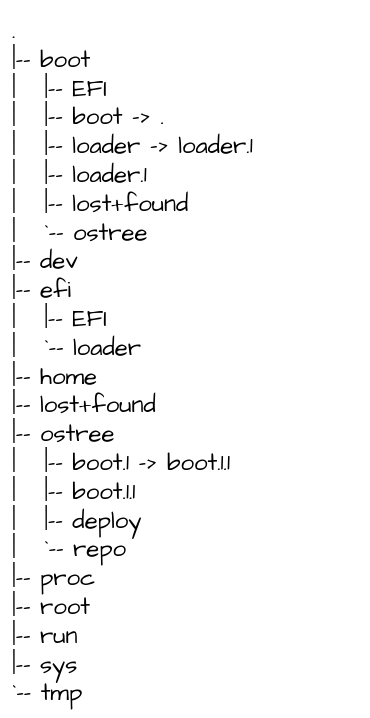 .
|-- boot
|   |-- EFI
|   |-- boot -> .
|   |-- loader -> loader.1
|   |-- loader.1
|   |-- lost+found
|   `-- ostree
|-- dev
|-- efi
|   |-- EFI
|   `-- loader
|-- home
|-- lost+found
|-- ostree
|   |-- boot.1 -> boot.1.1
|   |-- boot.1.1
|   |-- deploy
|   `-- repo
|-- proc
|-- root
|-- run
|-- sys
`-- tmp